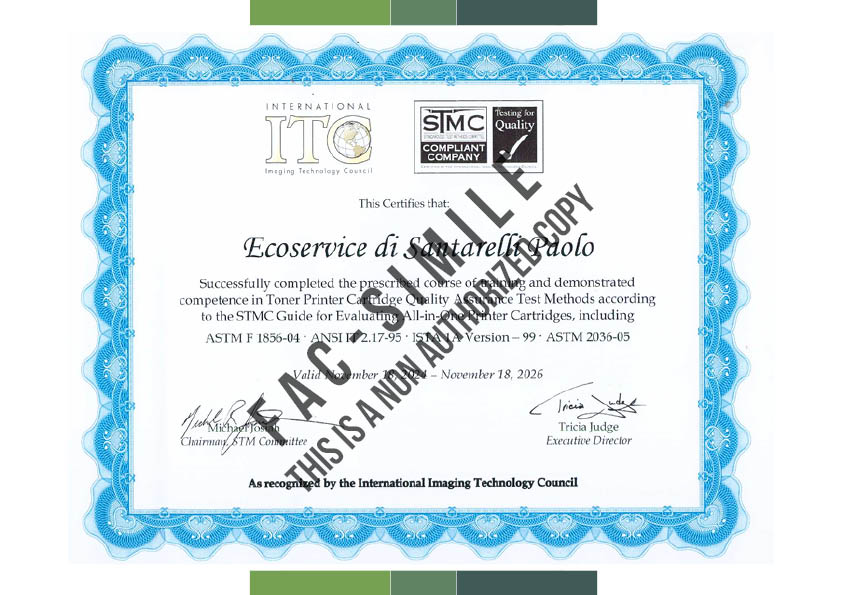 INTERNATIONAL
ITC
Imaging Technology Council
STMC
COMPLIANT
COMPANY
Testing for
Quality
This Certifies that:
Ecoservice di Santarelli Paolo
Successfully completed the prescribed course of training and demonstrated
competence in Toner Printer Cartridge Quality Assurance Test Methods according
to the STMC Guide for Evaluating All-in-One Printer Cartridges, including
ASTM F 1856-04 · ANSI IT 2.17-95 · ISTA 1A Version – 99 · ASTM 2036-05
Valid November 18, 2024 – November 18, 2026
Michael Josiah
Chairman, STM Committee
Tricia Judge
Tricia Judge
Executive Director
As recognized by the International Imaging Technology Council
FAC-SIMILE
THIS IS A NON AUTHORIZED COPY